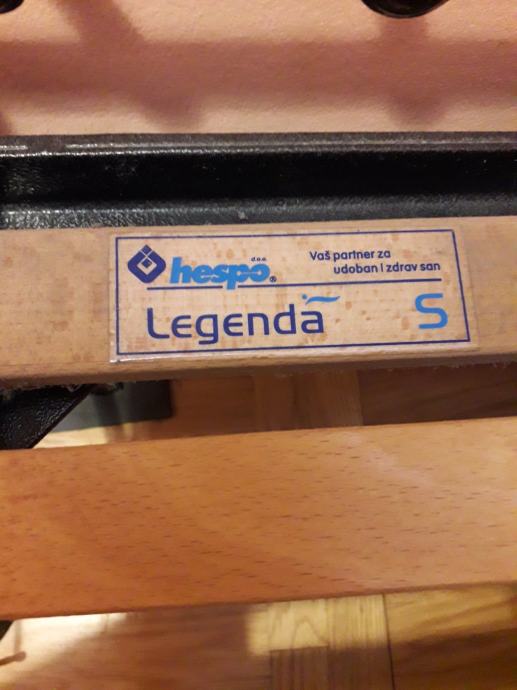 hespo d.o.o. ®
Vaš partner za
udoban i zdrav san
Legenda S